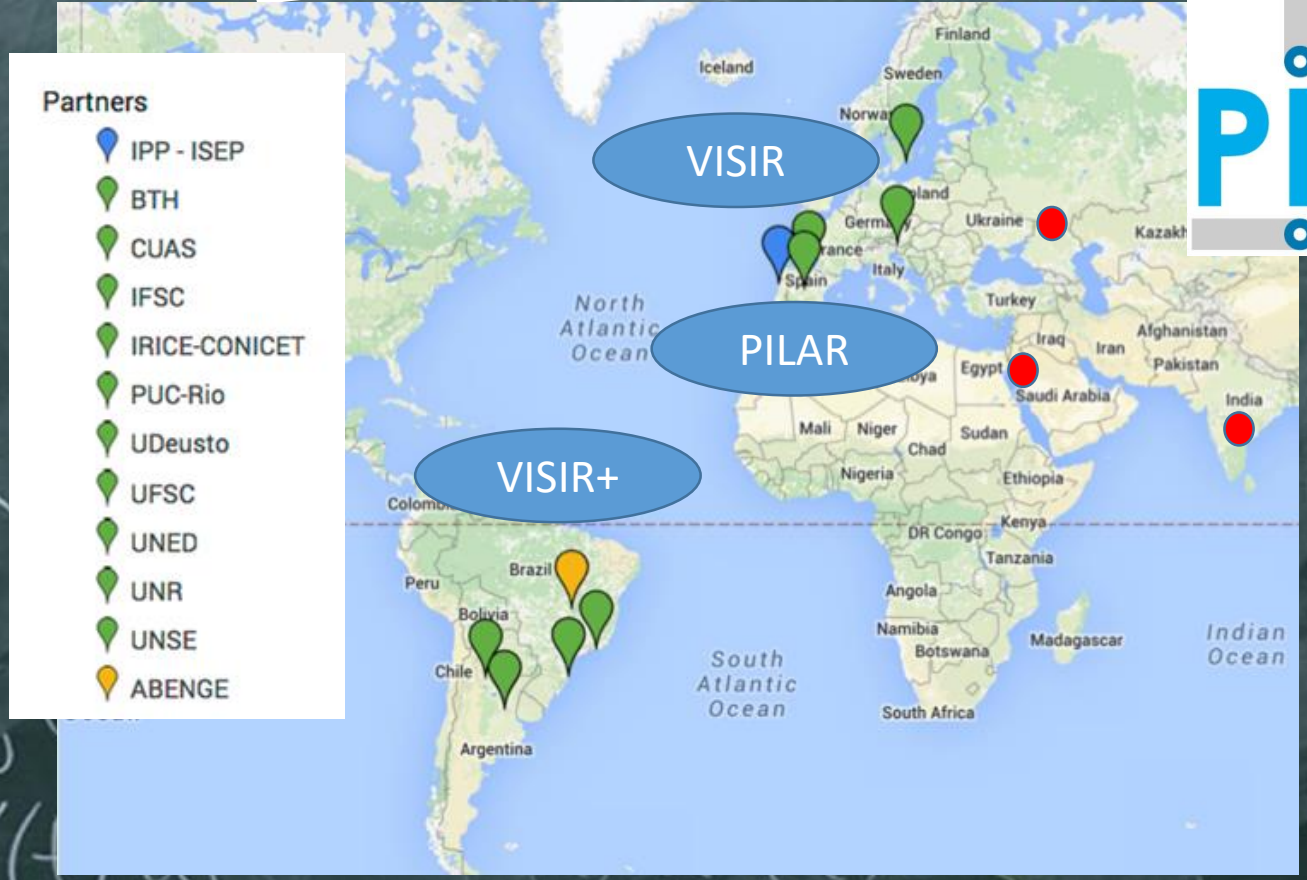 Partners
IPP - ISEP
BTH
CUAS
IFSC
IRICE-CONICET
PUC-Rio
UDeusto
UFSC
UNED
UNR
UNSE
ABENGE
Finland
Iceland
Sweden
VISIR
Ukraine
Italy
Spain
Turkey
North
Atlantic
Ocean
PILAR
Iraq
Iran
Afghanistan
Pakistan
Egypt
Saudi Arabia
India
Mali
Niger
Chad
Sudan
Nigeria
Ethiopia
VISIR+
DR Congo
Kenya
Tanzania
Peru
Brazil
Bolivia
Angola
Namibia
Botswana
Madagascar
Indian
Ocean
Chile
South
Atlantic
Ocean
South Africa
Argentina